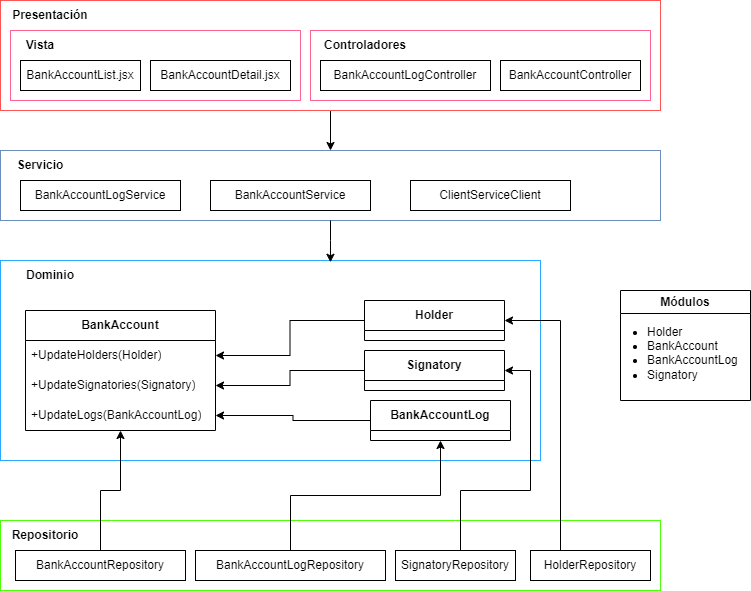 Presentación
Vista
Controladores
BankAccountList.jsx
BankAccountDetail.jsx
BankAccountLogController
BankAccountController
Servicio
BankAccountLogService
BankAccountService
ClientServiceClient
Dominio
BankAccount
+UpdateHolders(Holder)
+UpdateSignatories(Signatory)
+UpdateLogs(BankAccountLog)
Holder
Signatory
BankAccountLog
Módulos
Holder
BankAccount
BankAccountLog
Signatory
Repositorio
BankAccountRepository
BankAccountLogRepository
SignatoryRepository
HolderRepository